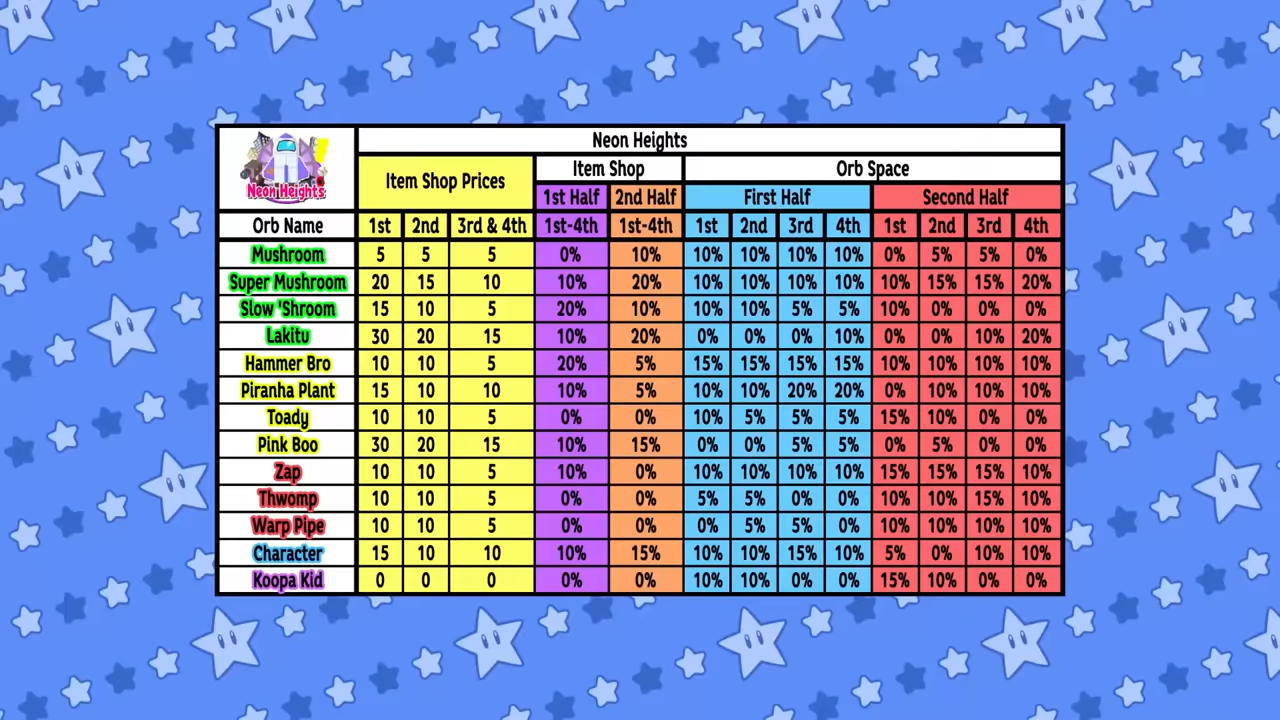 Neon Heights
Neon Heights
Item Shop Prices Item Shop Orb Space
1st Half 2nd Half First Half Second Half
Orb Name 1st 2nd 3rd & 4th 1st-4th 1st-4th 1st 2nd 3rd 4th 1st 2nd 3rd 4th
Mushroom 5 5 5 0% 10% 10% 10% 10% 10% 0% 5% 5% 0%
Super Mushroom 20 15 10 10% 20% 10% 10% 10% 10% 10% 15% 15% 20%
Slow 'Shroom 15 10 5 20% 10% 10% 10% 5% 5% 10% 0% 0% 0%
Lakitu 30 20 15 10% 20% 0% 0% 0% 10% 0% 0% 10% 20%
Hammer Bro 10 10 5 20% 5% 15% 15% 15% 15% 10% 10% 10% 10%
Piranha Plant 15 10 10 10% 5% 10% 10% 20% 20% 0% 10% 10% 10%
Toady 10 10 5 0% 0% 10% 5% 5% 5% 15% 10% 0% 0%
Pink Boo 30 20 15 10% 15% 0% 0% 5% 5% 0% 5% 0% 0%
Zap 10 10 5 10% 0% 10% 10% 10% 10% 15% 15% 15% 10%
Thwomp 10 10 5 0% 0% 5% 5% 0% 0% 10% 10% 15% 10%
Warp Pipe 10 10 5 0% 0% 0% 5% 5% 0% 10% 10% 10% 10%
Character 15 10 10 10% 15% 10% 10% 15% 10% 5% 0% 10% 10%
Koopa Kid 0 0 0 0% 0% 10% 10% 0% 0% 15% 10% 0% 0%